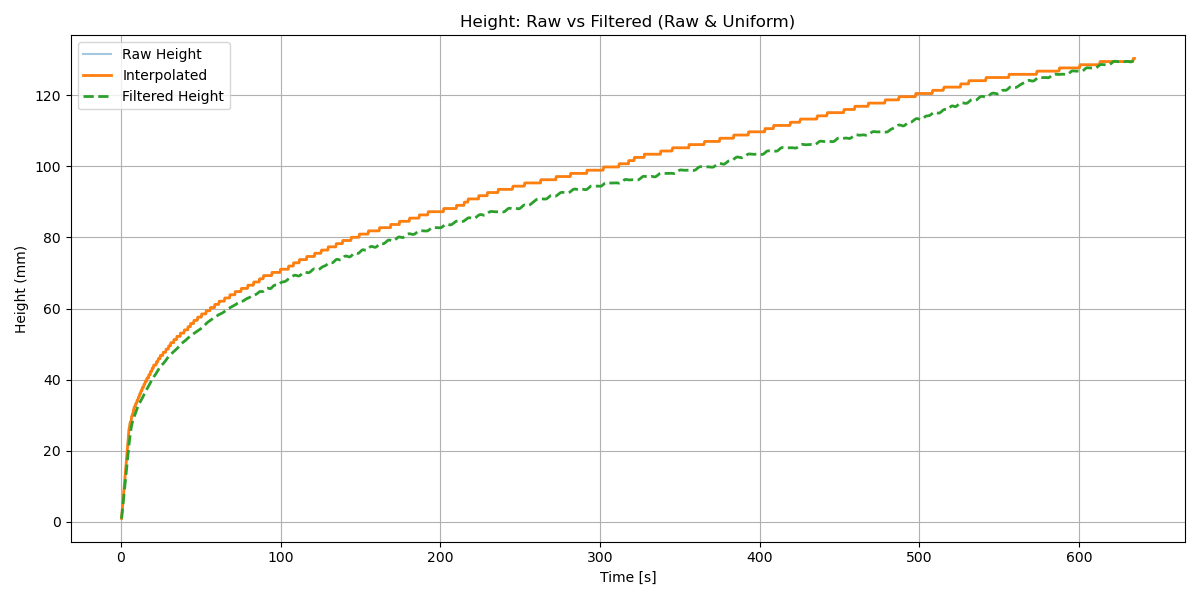 Height: Raw vs Filtered (Raw & Uniform)
Raw Height
Interpolated
Filtered Height
Height (mm)
120
100
80
60
40
20
0
0 100 200 300 400 500 600
Time [s]